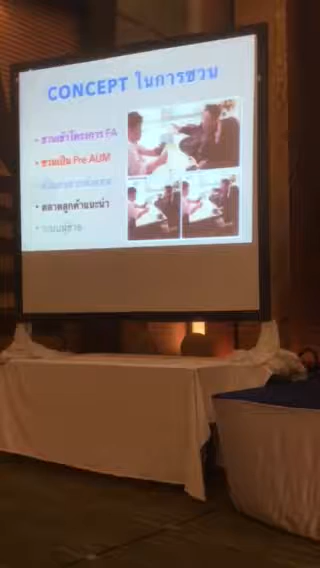 CONCEPT ในการชวน
• ชวนเข้าโครงการ FA
• ชวนเป็น Pre AUM
• ตลาดลูกค้าแนะนำ